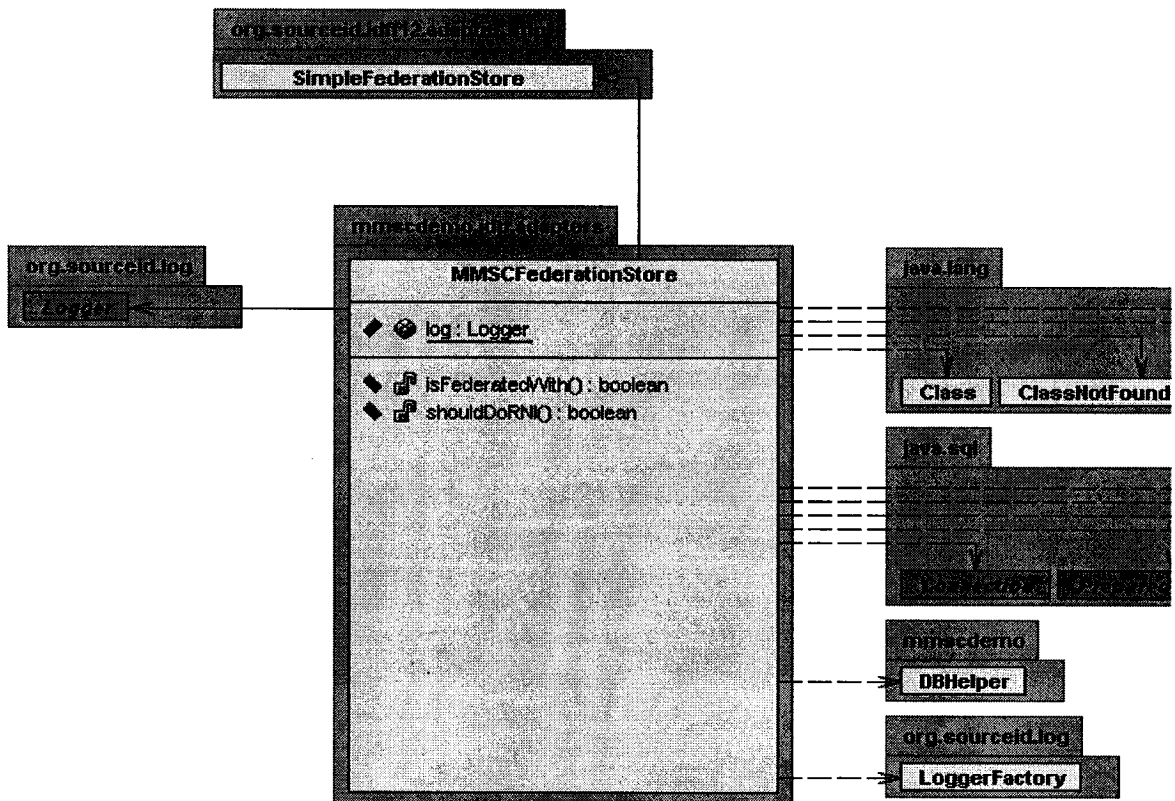 SimpleFederationStore
MMSCFederationStore
org.sourceid.log
Logger
log : Logger
isFederatedWith() : boolean
shouldDoRNI() : boolean
java.lang
Class
ClassNotFound
java.sql
mmscdemo
DBHelper
org.sourceid.log
LoggerFactory